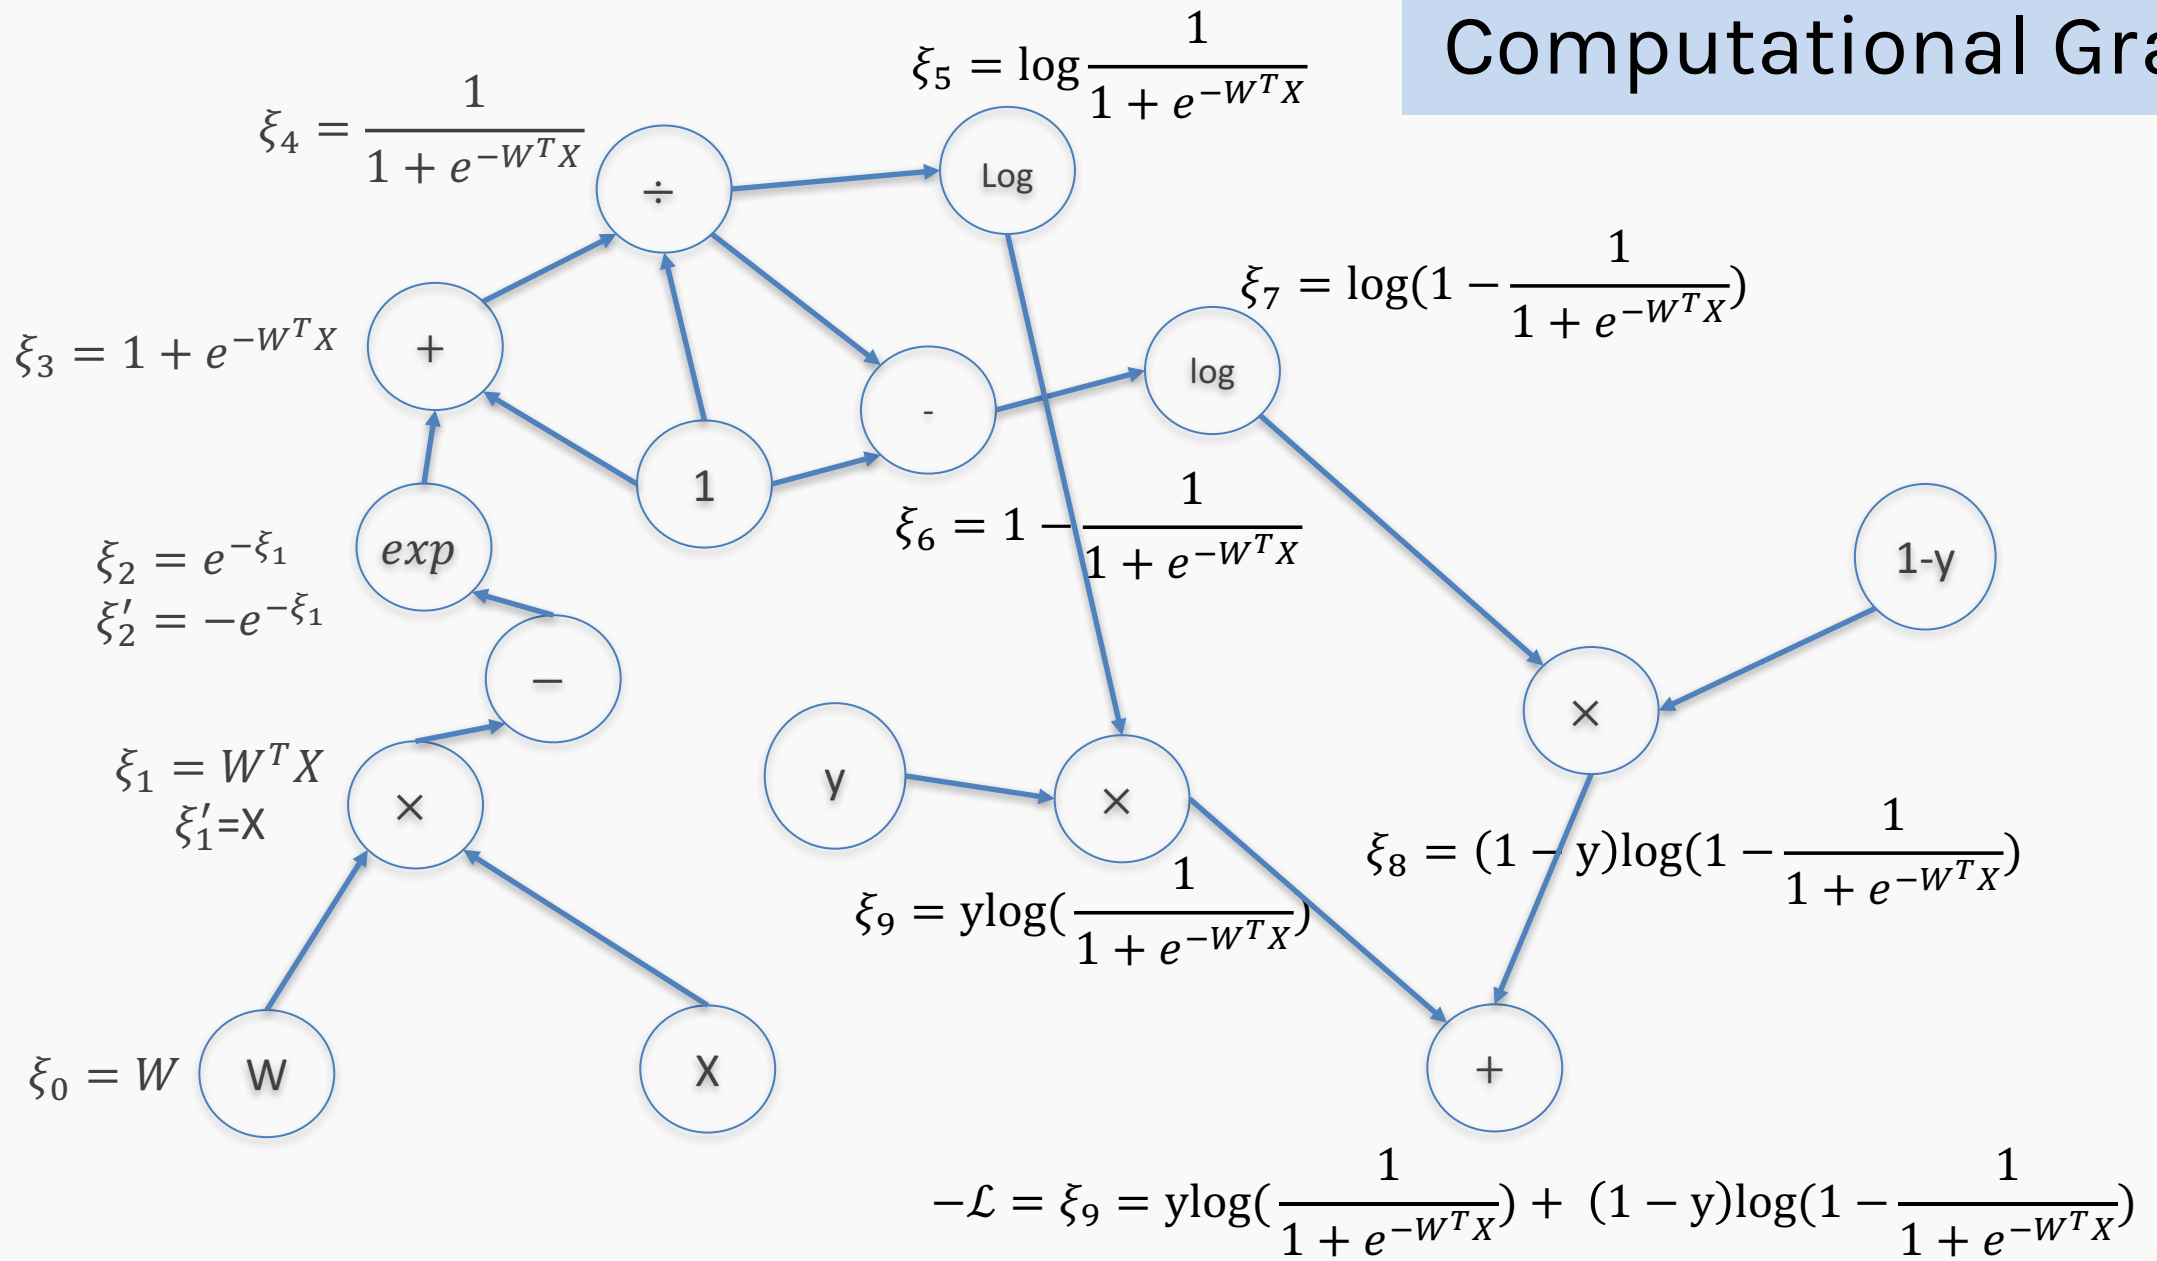 Computational Gra
ξ₅ = log 1/(1 + e^{-W^T X})
ξ₄ = 1/(1 + e^{-W^T X})
÷
Log
ξ₇ = log(1 − 1/(1 + e^{-W^T X}))
ξ₃ = 1 + e^{-W^T X}
+
log
-
1
ξ₆ = 1 − 1/(1 + e^{-W^T X})
ξ₂ = e^{-ξ₁}
exp
1-y
ξ₂′ = −e^{-ξ₁}
−
×
ξ₁ = W^T X
ξ₁′=X
×
y
×
ξ₈ = (1 − y)log(1 − 1/(1 + e^{-W^T X}))
ξ₉ = ylog(1/(1 + e^{-W^T X}))
ξ₀ = W
W
X
+
−ℒ = ξ₉ = ylog(1/(1 + e^{-W^T X})) + (1 − y)log(1 − 1/(1 + e^{-W^T X}))